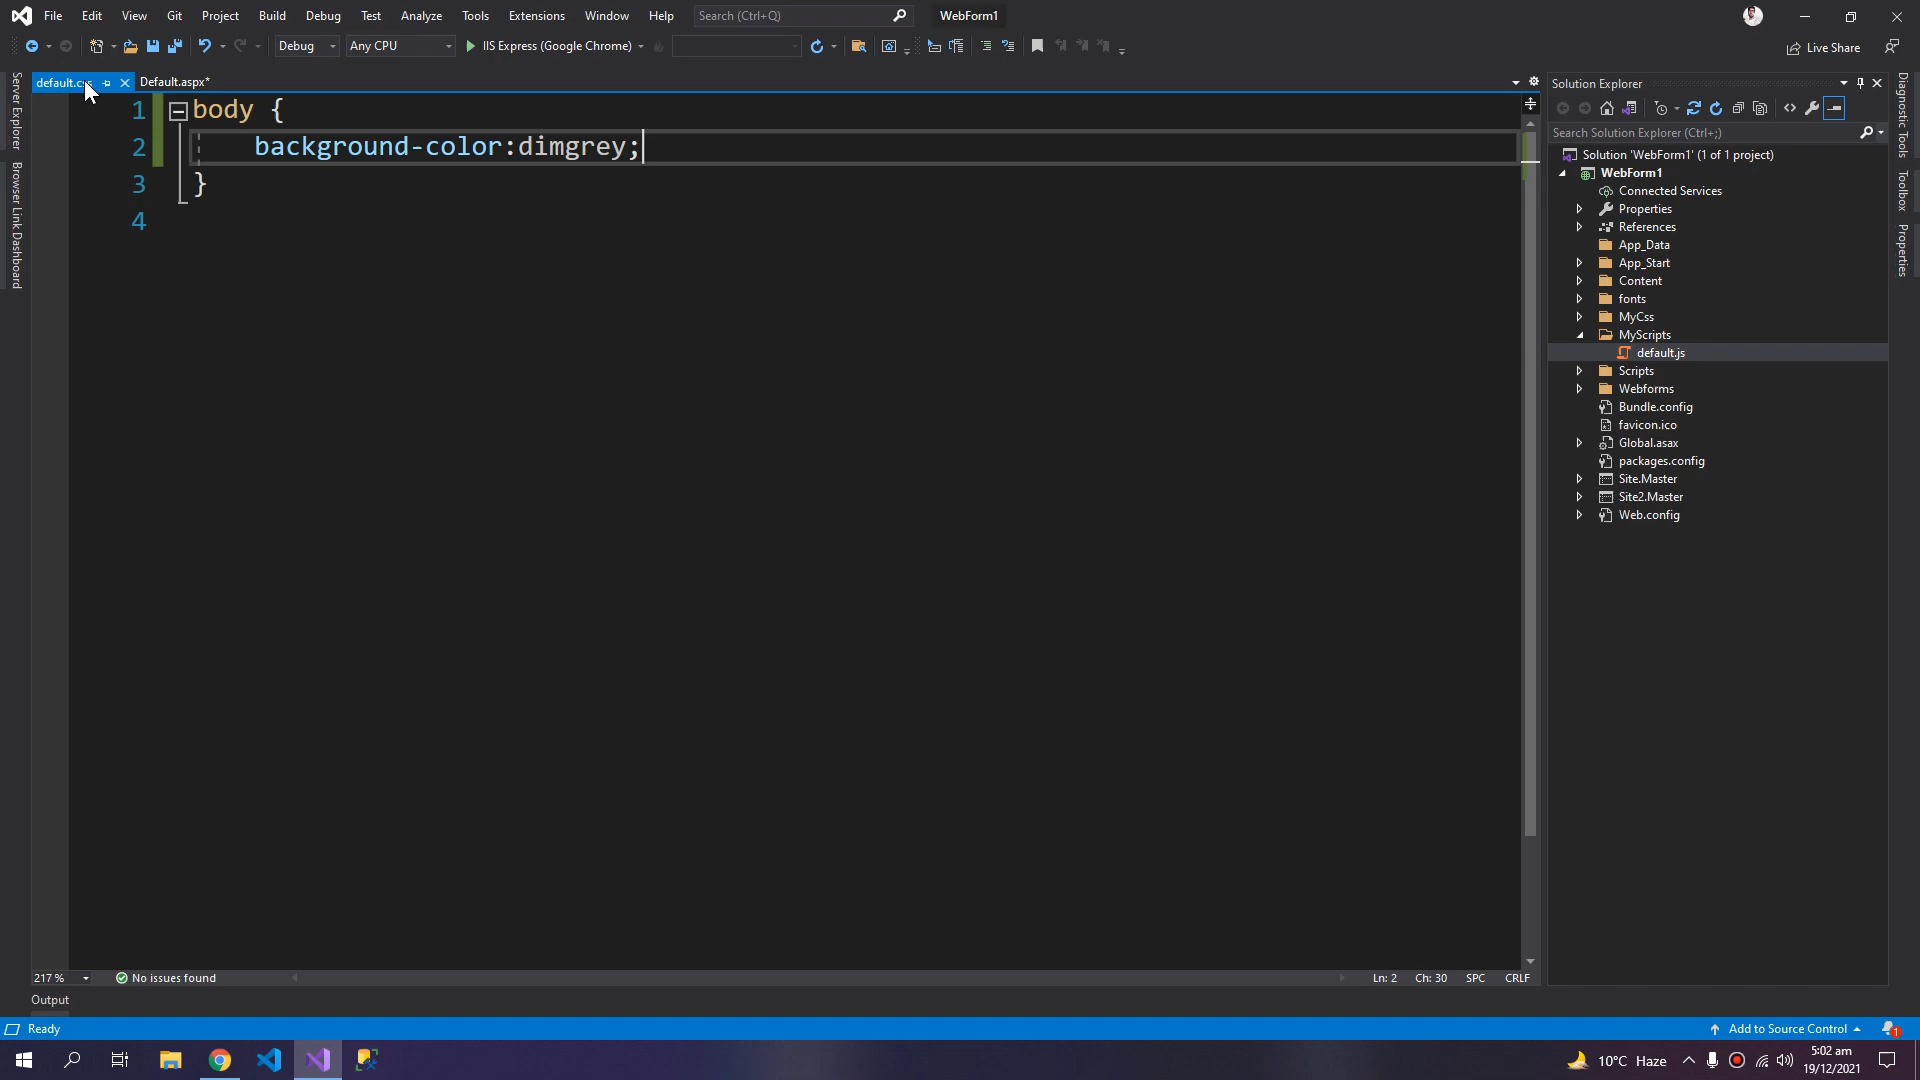 File Edit View Git Project Build Debug Test Analyze Tools Extensions Window Help Search (Ctrl+Q) WebForm1
Debug Any CPU IIS Express (Google Chrome) Live Share
Server Explorer
Browser Link Dashboard
Default.aspx*
1 body {
2 background-color:dimgrey;
3 }
4
217 % No issues found Ln: 2 Ch: 30 SPC CRLF
Output
Solution Explorer
Search Solution Explorer (Ctrl+;)
Solution 'WebForm1' (1 of 1 project)
WebForm1
Connected Services
Properties
References
App_Data
App_Start
Content
fonts
MyCss
MyScripts
default.js
Scripts
Webforms
Bundle.config
favicon.ico
Global.asax
packages.config
Site.Master
Site2.Master
Web.config
Diagnostic Tools
Toolbox
Properties
Ready Add to Source Control 1
10°C Haze 5:02 am
19/12/2021